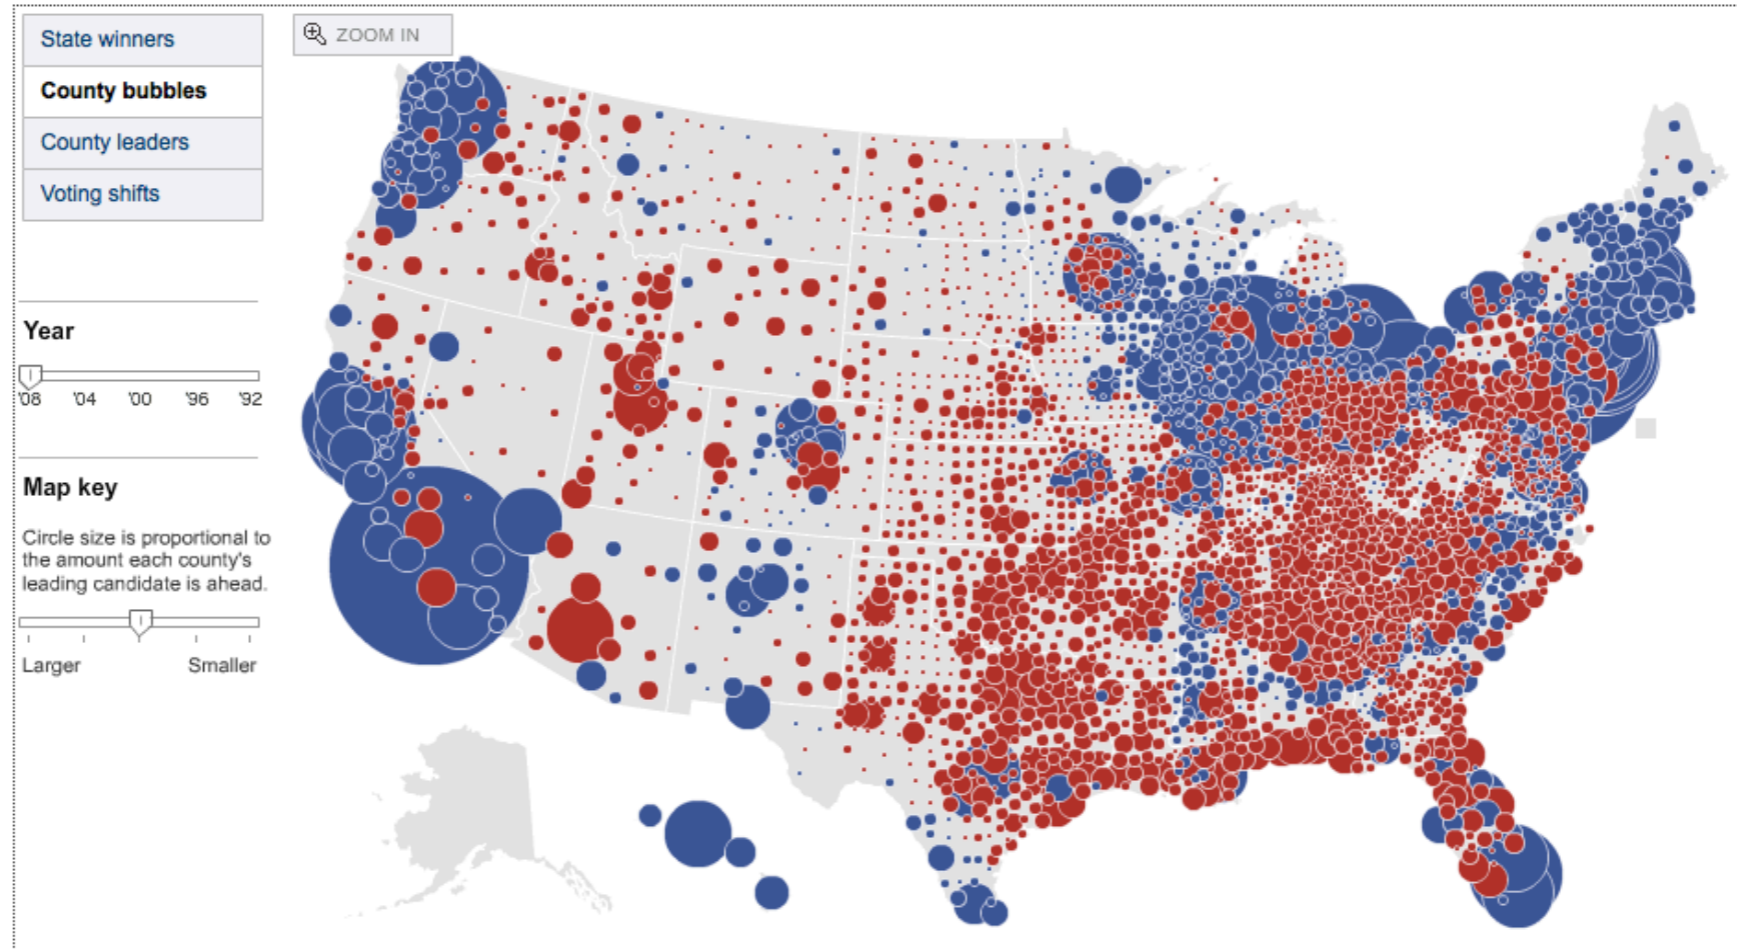 State winners
ZOOM IN
County bubbles
County leaders
Voting shifts
Year
'08 '04 '00 '96 '92
Map key
Circle size is proportional to
the amount each county's
leading candidate is ahead.
Larger Smaller